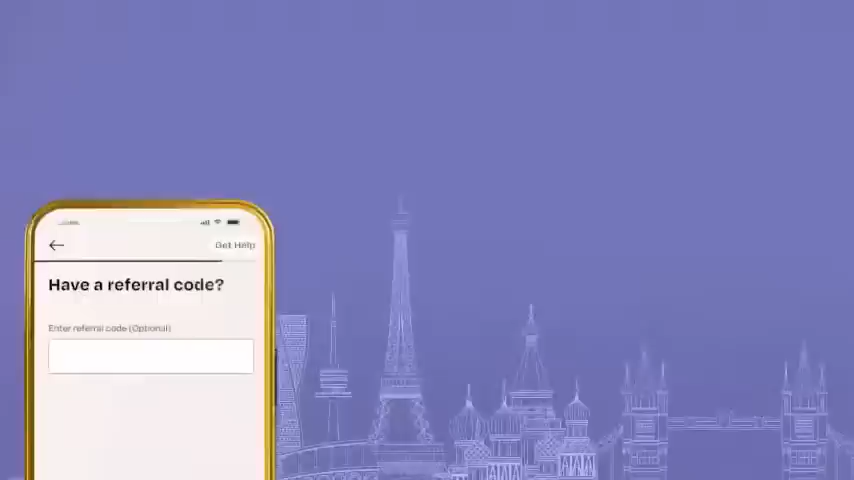 Get Help
Have a referral code?
Enter referral code (Optional)